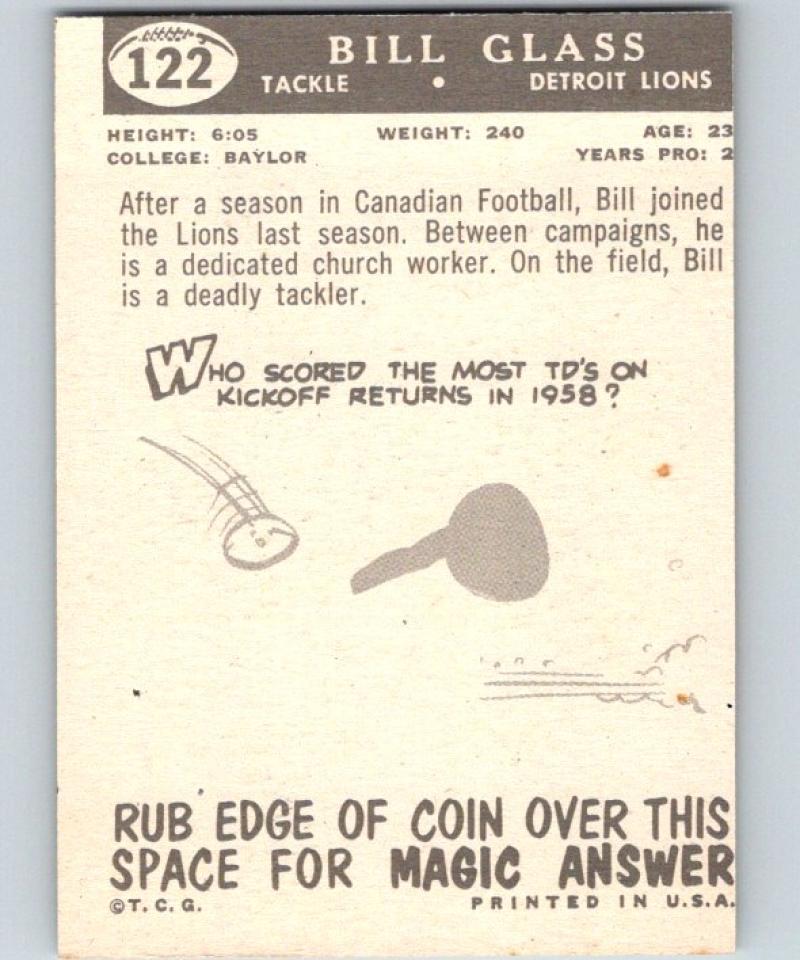 122
BILL GLASS
TACKLE • DETROIT LIONS
HEIGHT: 6:05 WEIGHT: 240 AGE: 23
COLLEGE: BAYLOR YEARS PRO: 2
After a season in Canadian Football, Bill joined
the Lions last season. Between campaigns, he
is a dedicated church worker. On the field, Bill
is a deadly tackler.
WHO SCORED THE MOST TD'S ON
KICKOFF RETURNS IN 1958?
RUB EDGE OF COIN OVER THIS
SPACE FOR MAGIC ANSWER
©T.C.G. PRINTED IN U.S.A.